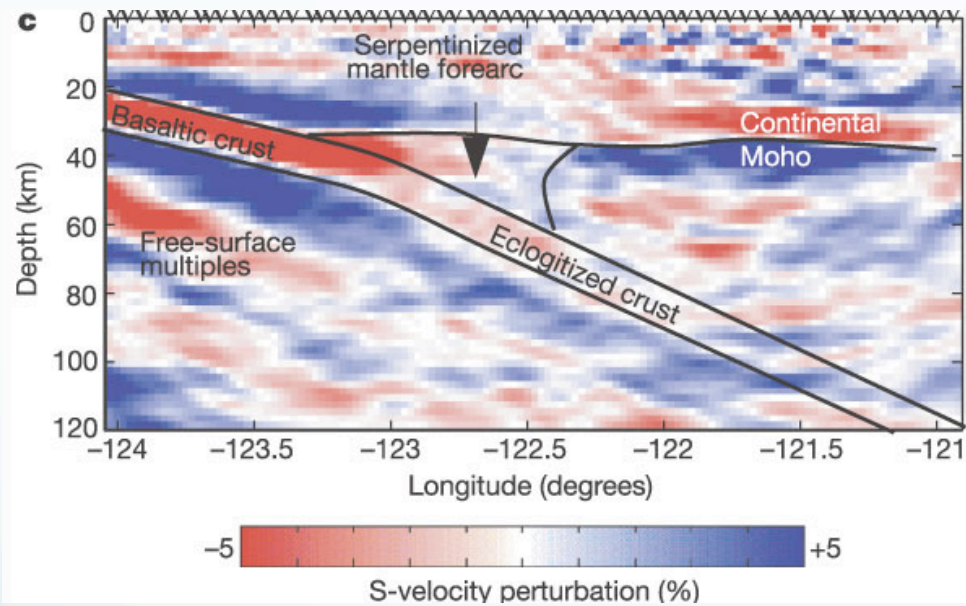 c
0
20
40
60
80
100
120
Depth (km)
Serpentinized
mantle forearc
Basaltic crust
Continental
Moho
Free-surface
multiples
Eclogitized crust
−124 −123.5 −123 −122.5 −122 −121.5 −121
Longitude (degrees)
−5 +5
S-velocity perturbation (%)